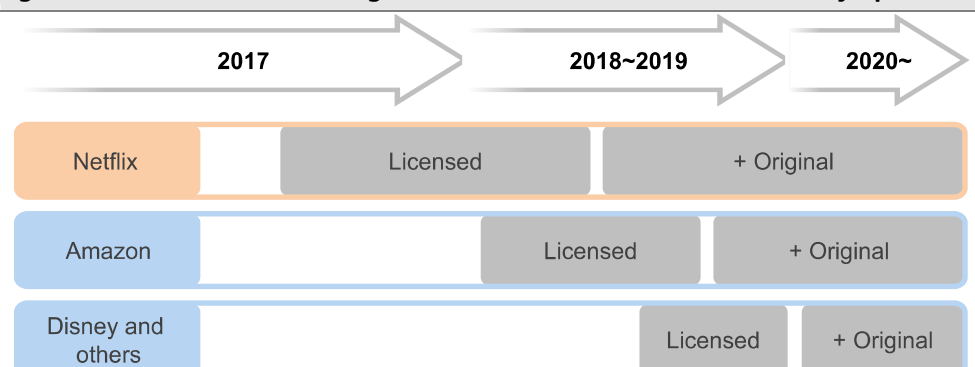 2017
2018~2019
2020~
Netflix
Licensed
+ Original
Amazon
Licensed
+ Original
Disney and
others
Licensed
+ Original